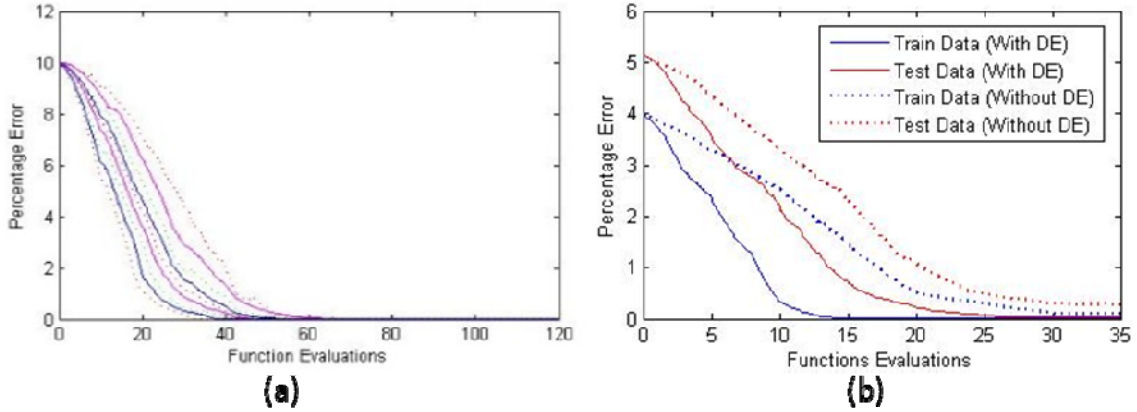 12
10
8
6
4
2
0
Percentage Error
0 20 40 60 80 100 120
Function Evaluations
(a)
6
5
4
3
2
1
0
Percentage Error
Train Data (With DE)
Test Data (With DE)
Train Data (Without DE)
Test Data (Without DE)
0 5 10 15 20 25 30 35
Functions Evaluations
(b)